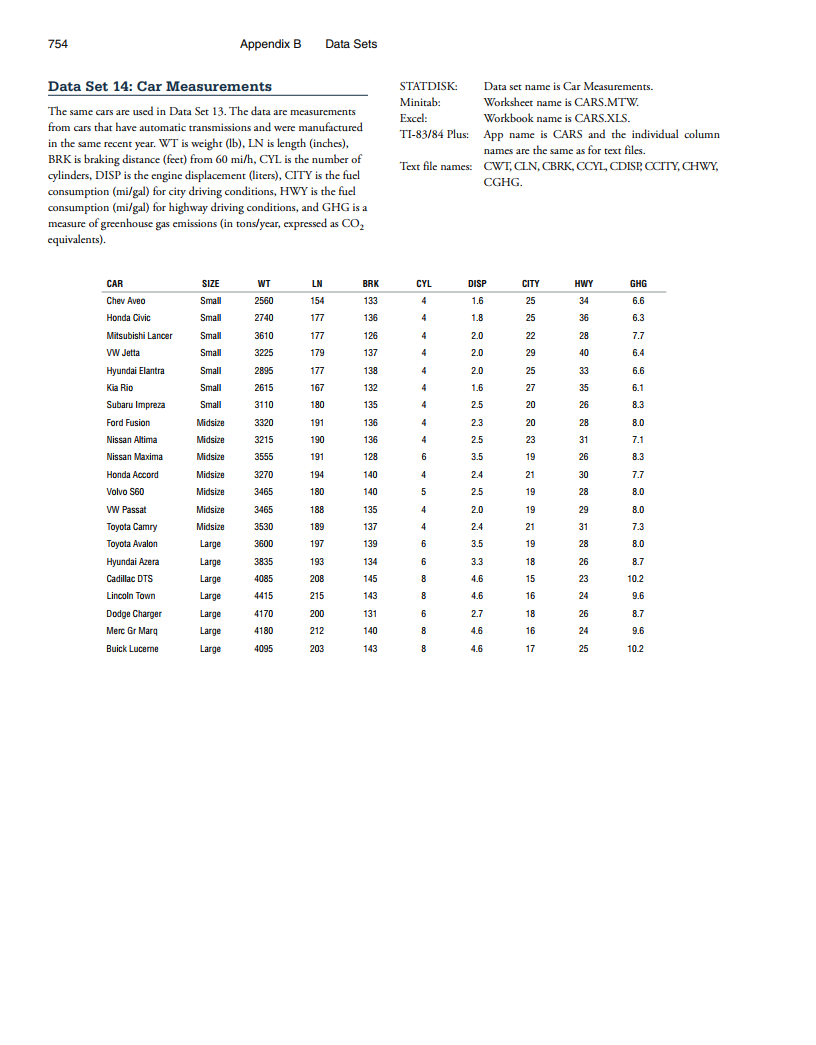 754 Appendix B Data Sets
Data Set 14: Car Measurements
The same cars are used in Data Set 13. The data are measurements
from cars that have automatic transmissions and were manufactured
in the same recent year. WT is weight (lb), LN is length (inches),
BRK is braking distance (feet) from 60 mi/h, CYL is the number of
cylinders, DISP is the engine displacement (liters), CITY is the fuel
consumption (mi/gal) for city driving conditions, HWY is the fuel
consumption (mi/gal) for highway driving conditions, and GHG is a
measure of greenhouse gas emissions (in tons/year, expressed as CO₂
equivalents).
STATDISK: Data set name is Car Measurements.
Minitab: Worksheet name is CARS.MTW.
Excel: Workbook name is CARS.XLS.
TI-83/84 Plus: App name is CARS and the individual column
names are the same as for text files.
Text file names: CWT, CLN, CBRK, CCYL, CDISP, CCITY, CHWY,
CGHG.
CAR SIZE WT LN BRK CYL DISP CITY HWY GHG
Chev Aveo Small 2560 154 133 4 1.6 25 34 6.6
Honda Civic Small 2740 177 136 4 1.8 25 36 6.3
Mitsubishi Lancer Small 3610 177 126 4 2.0 22 28 7.7
VW Jetta Small 3225 179 137 4 2.0 29 40 6.4
Hyundai Elantra Small 2895 177 138 4 2.0 25 33 6.6
Kia Rio Small 2615 167 132 4 1.6 27 35 6.1
Subaru Impreza Small 3110 180 135 4 2.5 20 26 8.3
Ford Fusion Midsize 3320 191 136 4 2.3 20 28 8.0
Nissan Altima Midsize 3215 190 136 4 2.5 23 31 7.1
Nissan Maxima Midsize 3555 191 128 6 3.5 19 26 8.3
Honda Accord Midsize 3270 194 140 4 2.4 21 30 7.7
Volvo S60 Midsize 3465 180 140 5 2.5 19 28 8.0
VW Passat Midsize 3465 188 135 4 2.0 19 29 8.0
Toyota Camry Midsize 3530 189 137 4 2.4 21 31 7.3
Toyota Avalon Large 3600 197 139 6 3.5 19 28 8.0
Hyundai Azera Large 3835 193 134 6 3.3 18 26 8.7
Cadillac DTS Large 4085 208 145 8 4.6 15 23 10.2
Lincoln Town Large 4415 215 143 8 4.6 16 24 9.6
Dodge Charger Large 4170 200 131 6 2.7 18 26 8.7
Merc Gr Marq Large 4180 212 140 8 4.6 16 24 9.6
Buick Lucerne Large 4095 203 143 8 4.6 17 25 10.2